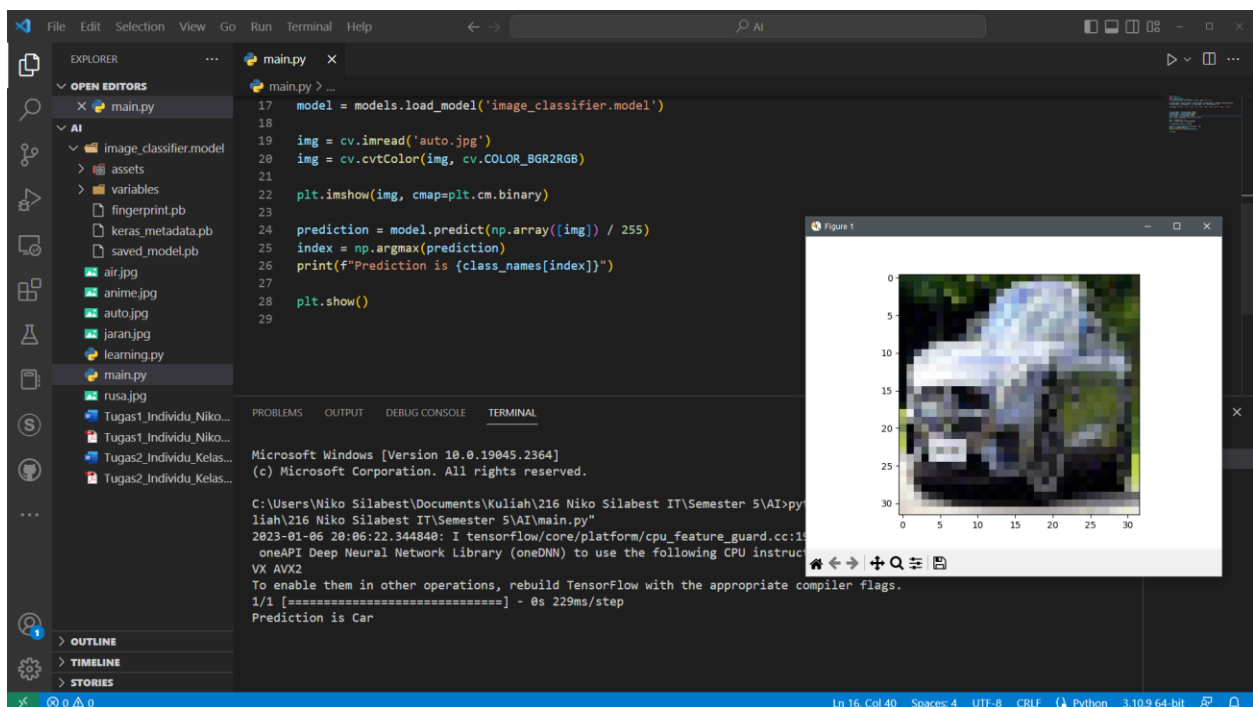 File Edit Selection View Go Run Terminal Help
AI
EXPLORER
OPEN EDITORS
main.py
AI
image_classifier.model
assets
variables
fingerprint.pb
keras_metadata.pb
saved_model.pb
air.jpg
anime.jpg
auto.jpg
jaran.jpg
learning.py
main.py
rusa.jpg
Tugas1_Individu_Niko...
Tugas1_Individu_Niko...
Tugas2_Individu_Kelas...
Tugas2_Individu_Kelas...
OUTLINE
TIMELINE
STORIES
main.py
main.py > ...
17 model = models.load_model('image_classifier.model')
18
19 img = cv.imread('auto.jpg')
20 img = cv.cvtColor(img, cv.COLOR_BGR2RGB)
21
22 plt.imshow(img, cmap=plt.cm.binary)
23
24 prediction = model.predict(np.array([img]) / 255)
25 index = np.argmax(prediction)
26 print(f"Prediction is {class_names[index]}")
27
28 plt.show()
29
PROBLEMS OUTPUT DEBUG CONSOLE TERMINAL
Microsoft Windows [Version 10.0.19045.2364]
(c) Microsoft Corporation. All rights reserved.
C:\Users\Niko Silabest\Documents\Kuliah\216 Niko Silabest IT\Semester 5\AI>py
liah\216 Niko Silabest IT\Semester 5\AI\main.py"
2023-01-06 20:06:22.344840: I tensorflow/core/platform/cpu_feature_guard.cc:19
oneAPI Deep Neural Network Library (oneDNN) to use the following CPU instruct
VX AVX2
To enable them in other operations, rebuild TensorFlow with the appropriate compiler flags.
1/1 [==============================] - 0s 229ms/step
Prediction is Car
Figure 1
0
5
10
15
20
25
30
0 5 10 15 20 25 30
1
0 0 Ln 16, Col 40 Spaces: 4 UTF-8 CRLF Python 3.10.9 64-bit